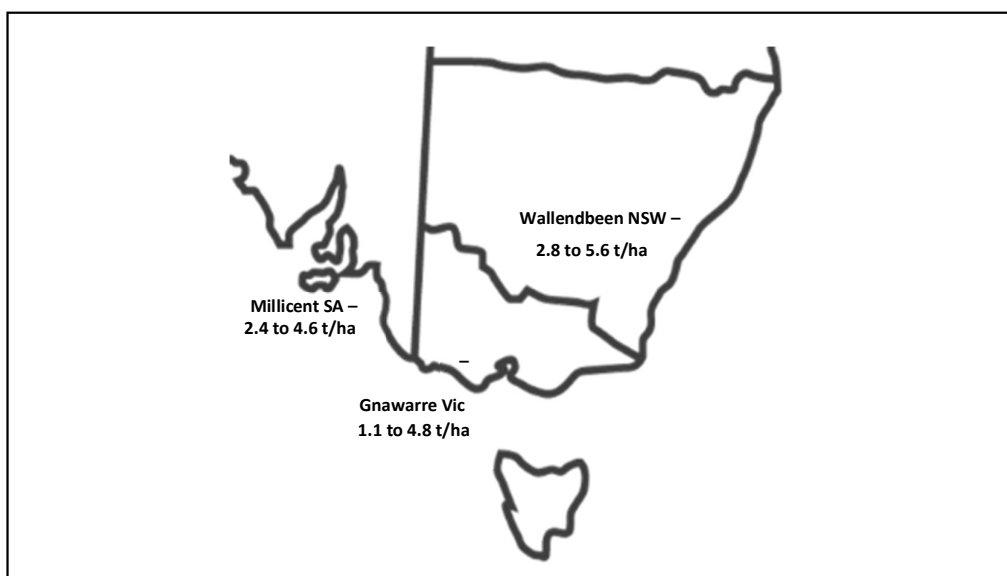 Wallendbeen NSW –
2.8 to 5.6 t/ha
Millicent SA –
2.4 to 4.6 t/ha
–
Gnawarre Vic
1.1 to 4.8 t/ha